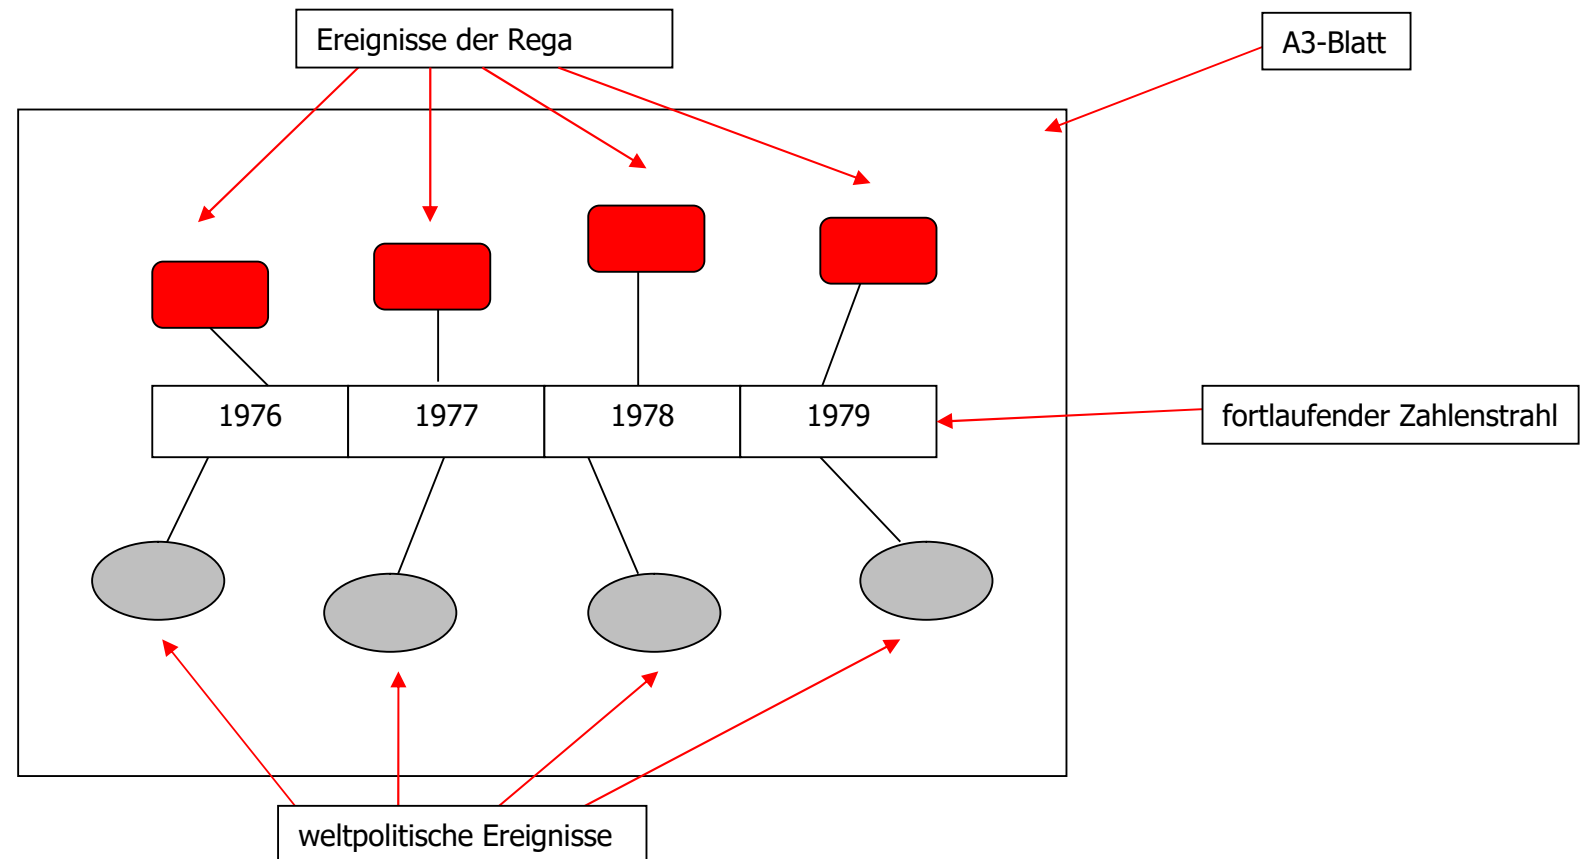 Ereignisse der Rega
A3-Blatt
1976
1977
1978
1979
fortlaufender Zahlenstrahl
weltpolitische Ereignisse